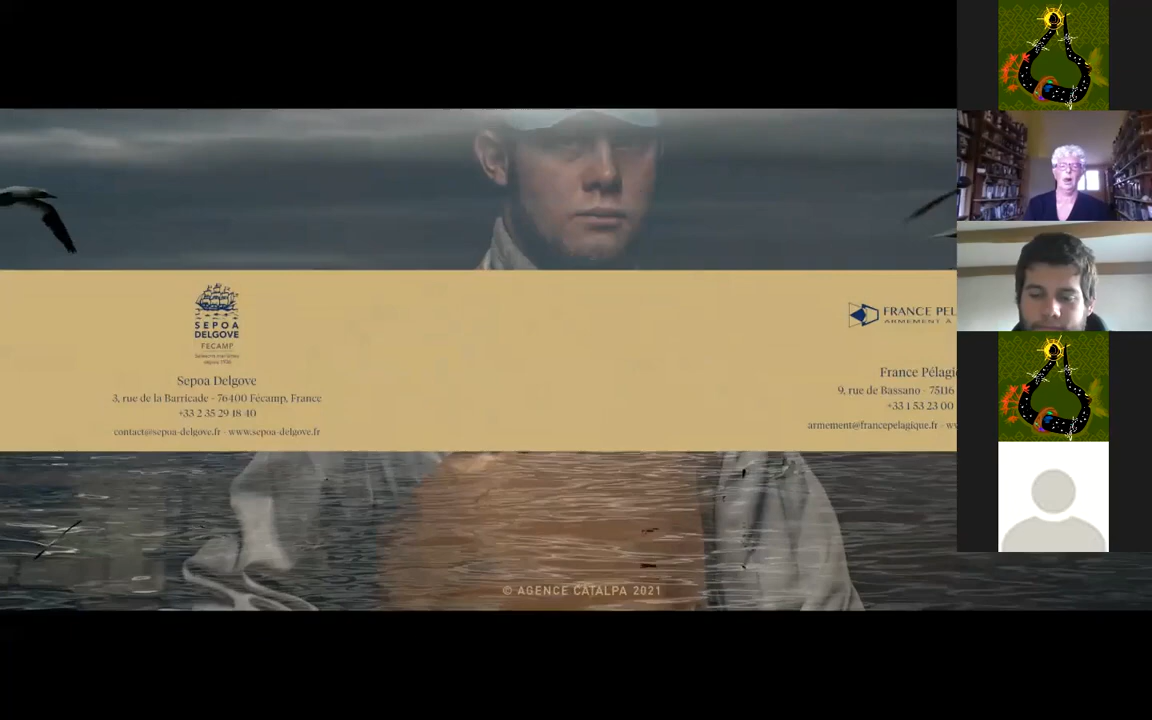 SEPOA
DELGOVE
FECAMP
Sepoa Delgove
3, rue de la Barricade - 76400 Fécamp, France
+33 2 35 29 18 40
contact@sepoa-delgove.fr - www.sepoa-delgove.fr
FRANCE PEL
ARMEMENT A
France Pélagi
9, rue de Bassano - 75116
+33 1 53 23 00
armement@francepelagique.fr - ww
© AGENCE CATALPA 2021